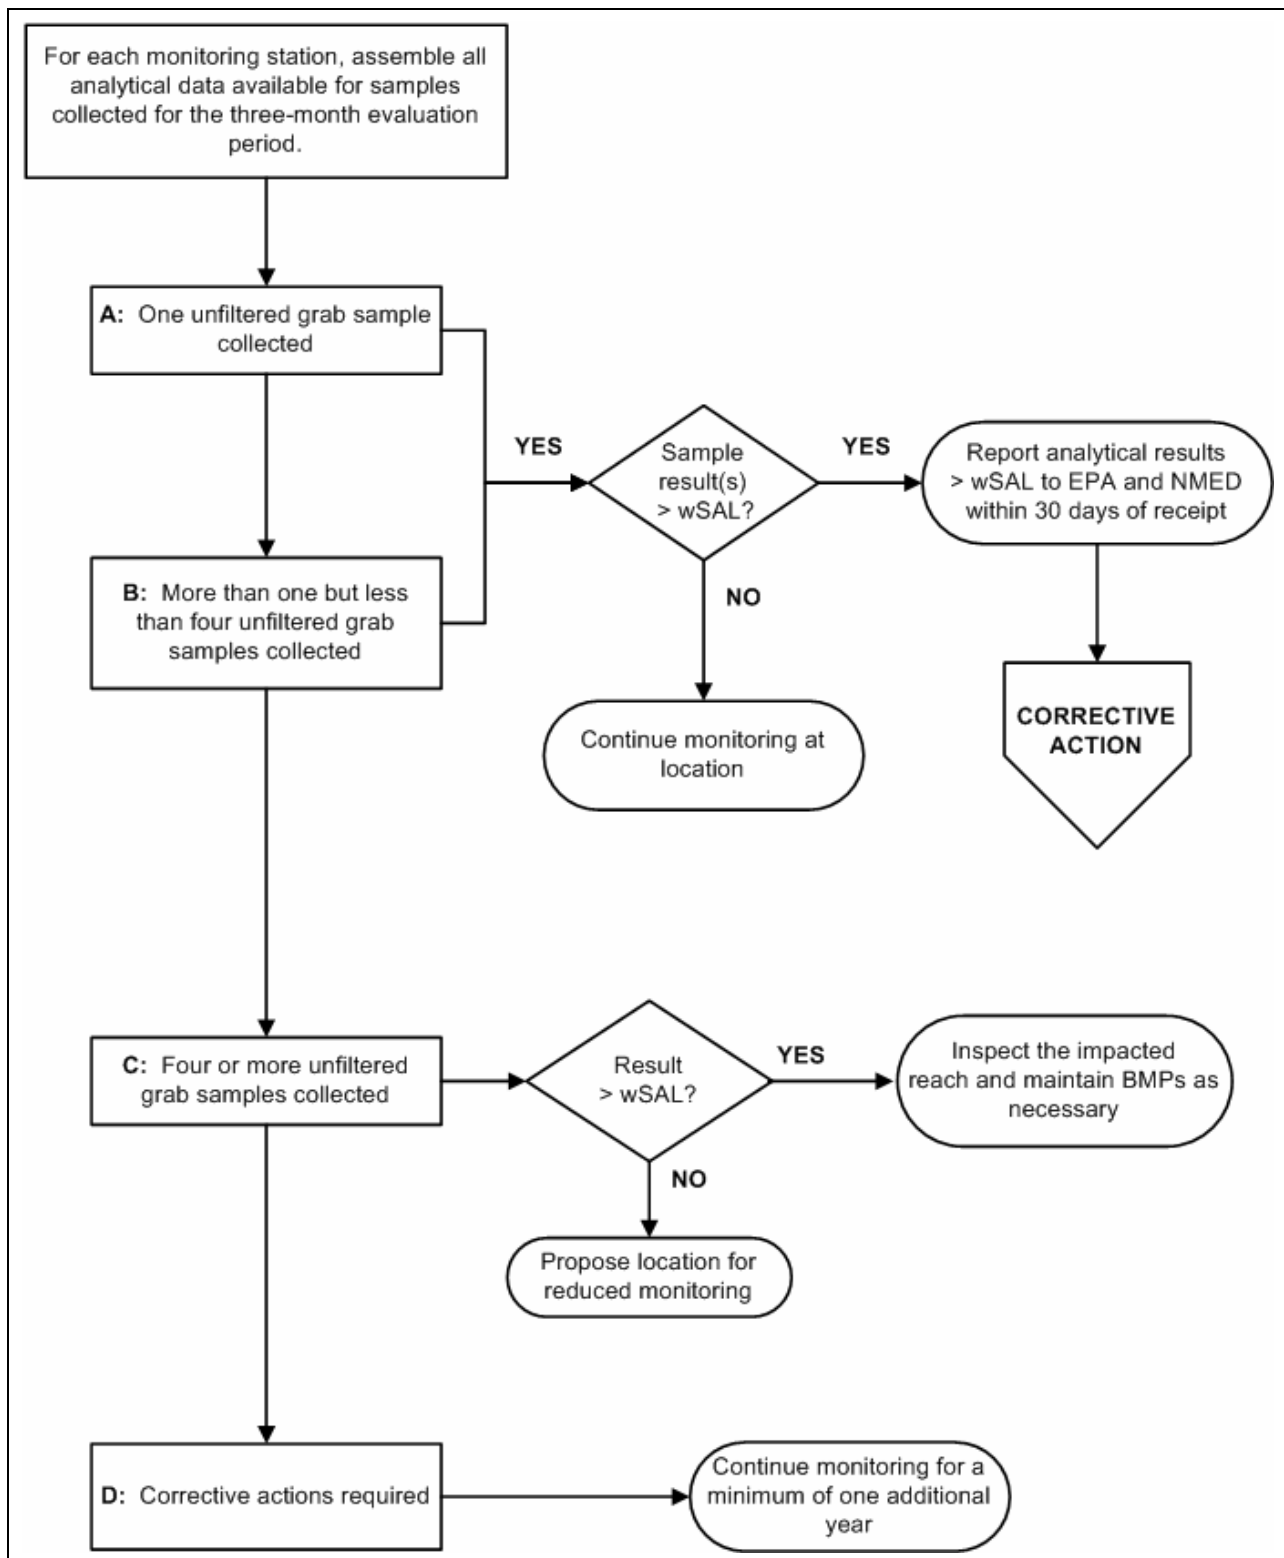 For each monitoring station, assemble all
analytical data available for samples
collected for the three-month evaluation
period.
A: One unfiltered grab sample
collected
YES
Sample
result(s)
> wSAL?
YES
Report analytical results
> wSAL to EPA and NMED
within 30 days of receipt
B: More than one but less
than four unfiltered grab
samples collected
NO
Continue monitoring at
location
CORRECTIVE
ACTION
C: Four or more unfiltered
grab samples collected
Result
> wSAL?
YES
Inspect the impacted
reach and maintain BMPs as
necessary
NO
Propose location for
reduced monitoring
D: Corrective actions required
Continue monitoring for a
minimum of one additional
year